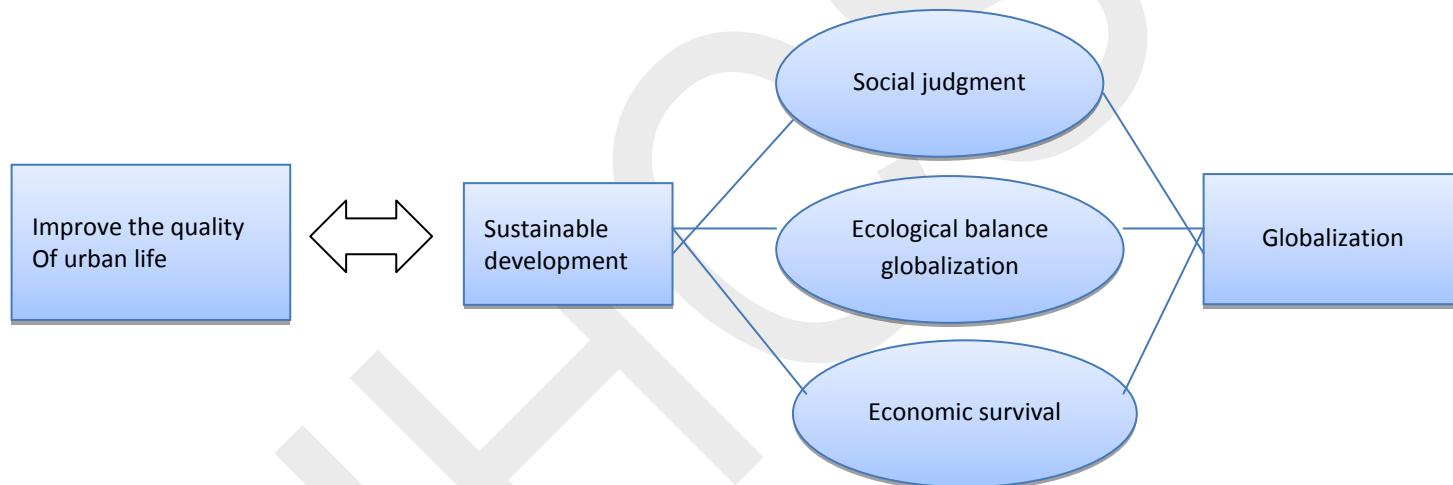 Improve the quality
Of urban life
Sustainable
development
Social judgment
Ecological balance
globalization
Economic survival
Globalization